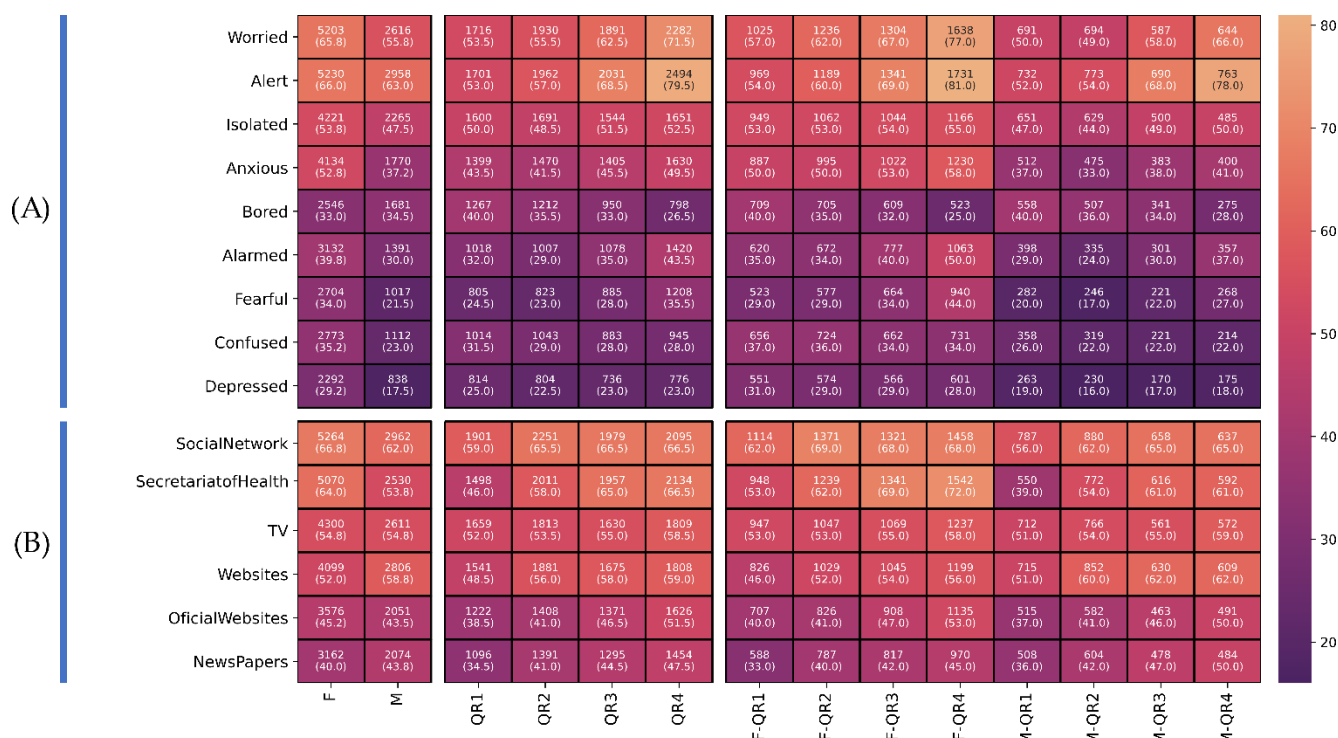 (A)
Worried 5203 2616 1716 1930 1891 2282 1025 1236 1304 1638 691 694 587 644
(65.8) (55.8) (53.5) (55.5) (62.5) (71.5) (57.0) (62.0) (67.0) (77.0) (50.0) (49.0) (58.0) (66.0)
Alert 5230 2958 1701 1962 2031 2494 969 1189 1341 1731 732 773 690 763
(66.0) (63.0) (53.0) (57.0) (68.5) (79.5) (54.0) (60.0) (69.0) (81.0) (52.0) (54.0) (68.0) (78.0)
Isolated 4221 2265 1600 1691 1544 1651 949 1062 1044 1166 651 629 500 485
(53.8) (47.5) (50.0) (48.5) (51.5) (52.5) (53.0) (53.0) (54.0) (55.0) (47.0) (44.0) (49.0) (50.0)
Anxious 4134 1770 1399 1470 1405 1630 887 995 1022 1230 512 475 383 400
(52.8) (37.2) (43.5) (41.5) (45.5) (49.5) (50.0) (50.0) (53.0) (58.0) (37.0) (33.0) (38.0) (41.0)
Bored 2546 1681 1267 1212 950 798 709 705 609 523 558 507 341 275
(33.0) (34.5) (40.0) (35.5) (33.0) (26.5) (40.0) (35.0) (32.0) (25.0) (40.0) (36.0) (34.0) (28.0)
Alarmed 3132 1391 1018 1007 1078 1420 620 672 777 1063 398 335 301 357
(39.8) (30.0) (32.0) (29.0) (35.0) (43.5) (35.0) (34.0) (40.0) (50.0) (29.0) (24.0) (30.0) (37.0)
Fearful 2704 1017 805 823 885 1208 523 577 664 940 282 246 221 268
(34.0) (21.5) (24.5) (23.0) (28.0) (35.5) (29.0) (29.0) (34.0) (44.0) (20.0) (17.0) (22.0) (27.0)
Confused 2773 1112 1014 1043 883 945 656 724 662 731 358 319 221 214
(35.2) (23.0) (31.5) (29.0) (28.0) (28.0) (37.0) (36.0) (34.0) (34.0) (26.0) (22.0) (22.0) (22.0)
Depressed 2292 838 814 804 736 776 551 574 566 601 263 230 170 175
(29.2) (17.5) (25.0) (22.5) (23.0) (23.0) (31.0) (29.0) (29.0) (28.0) (19.0) (16.0) (17.0) (18.0)
(B)
SocialNetwork 5264 2962 1901 2251 1979 2095 1114 1371 1321 1458 787 880 658 637
(66.8) (62.0) (59.0) (65.5) (66.5) (66.5) (62.0) (69.0) (68.0) (68.0) (56.0) (62.0) (65.0) (65.0)
SecretariatofHealth 5070 2530 1498 2011 1957 2134 948 1239 1341 1542 550 772 616 592
(64.0) (53.8) (46.0) (58.0) (65.0) (66.5) (53.0) (62.0) (69.0) (72.0) (39.0) (54.0) (61.0) (61.0)
TV 4300 2611 1659 1813 1630 1809 947 1047 1069 1237 712 766 561 572
(54.8) (54.8) (52.0) (53.5) (55.0) (58.5) (53.0) (53.0) (55.0) (58.0) (51.0) (54.0) (55.0) (59.0)
Websites 4099 2806 1541 1881 1675 1808 826 1029 1045 1199 715 852 630 609
(52.0) (58.8) (48.5) (56.0) (58.0) (59.0) (46.0) (52.0) (54.0) (56.0) (51.0) (60.0) (62.0) (62.0)
OficialWebsites 3576 2051 1222 1408 1371 1626 707 826 908 1135 515 582 463 491
(45.2) (43.5) (38.5) (41.0) (46.5) (51.5) (40.0) (41.0) (47.0) (53.0) (37.0) (41.0) (46.0) (50.0)
NewsPapers 3162 2074 1096 1391 1295 1454 588 787 817 970 508 604 478 484
(40.0) (43.8) (34.5) (41.0) (44.5) (47.5) (33.0) (40.0) (42.0) (45.0) (36.0) (42.0) (47.0) (50.0)
F M QR1 QR2 QR3 QR4 F-QR1 F-QR2 F-QR3 F-QR4 M-QR1 M-QR2 M-QR3 M-QR4
80
70
60
50
40
30
20